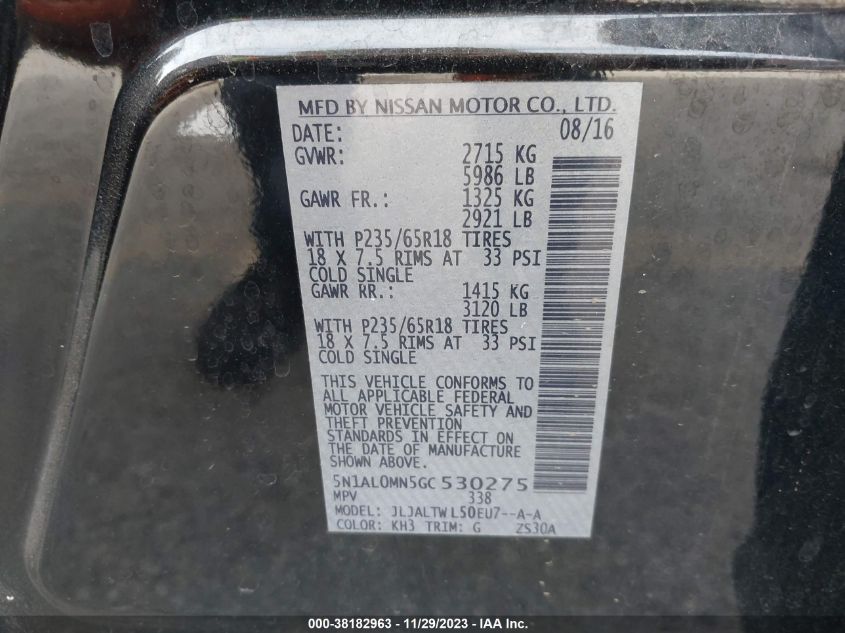 MFD BY NISSAN MOTOR CO., LTD.
DATE: 08/16
GVWR: 2715 KG
5986 LB
GAWR FR.: 1325 KG
2921 LB
WITH P235/65R18 TIRES
18 X 7.5 RIMS AT 33 PSI
COLD SINGLE
GAWR RR.: 1415 KG
3120 LB
WITH P235/65R18 TIRES
18 X 7.5 RIMS AT 33 PSI
COLD SINGLE
THIS VEHICLE CONFORMS TO
ALL APPLICABLE FEDERAL
MOTOR VEHICLE SAFETY AND
THEFT PREVENTION
STANDARDS IN EFFECT ON
THE DATE OF MANUFACTURE
SHOWN ABOVE.
5N1AL0MN5GC530275
MPV 338
MODEL: JLJALTWL50EU7--A-A
COLOR: KH3 TRIM: G ZS30A
000-38182963 - 11/29/2023 - IAA Inc.